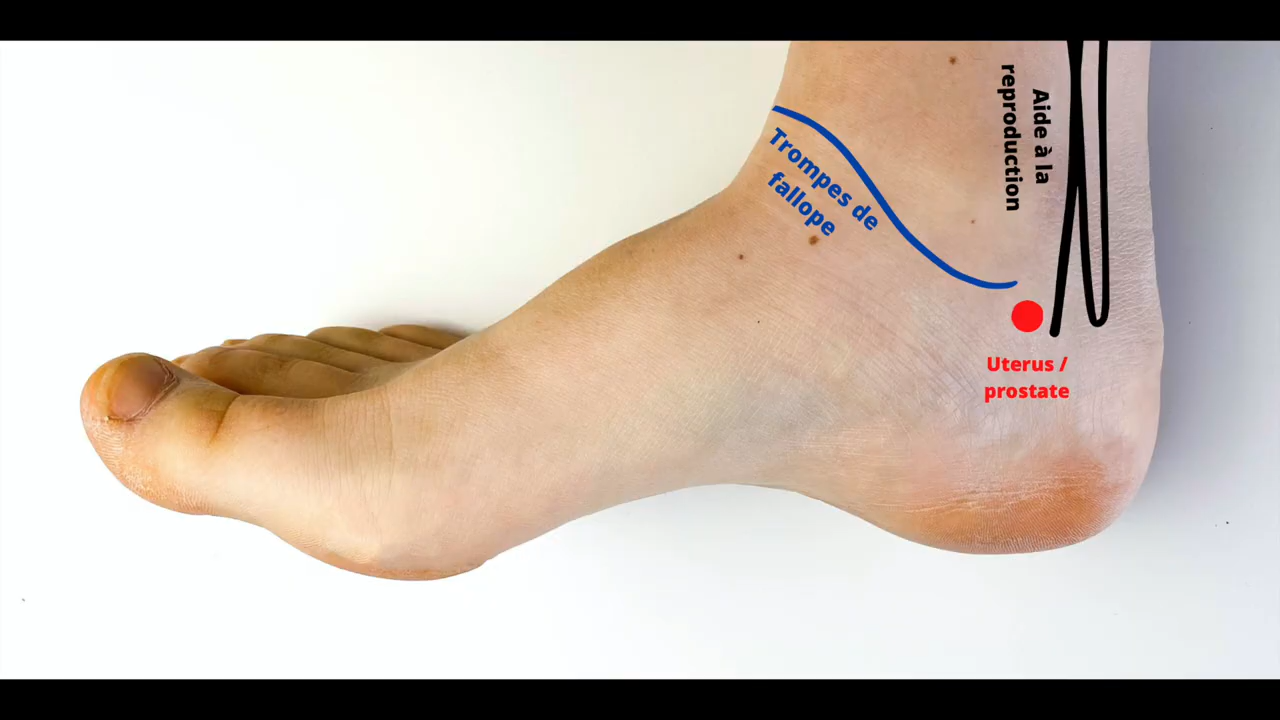 Trompes de
fallope
Aide à la
reproduction
Uterus /
prostate